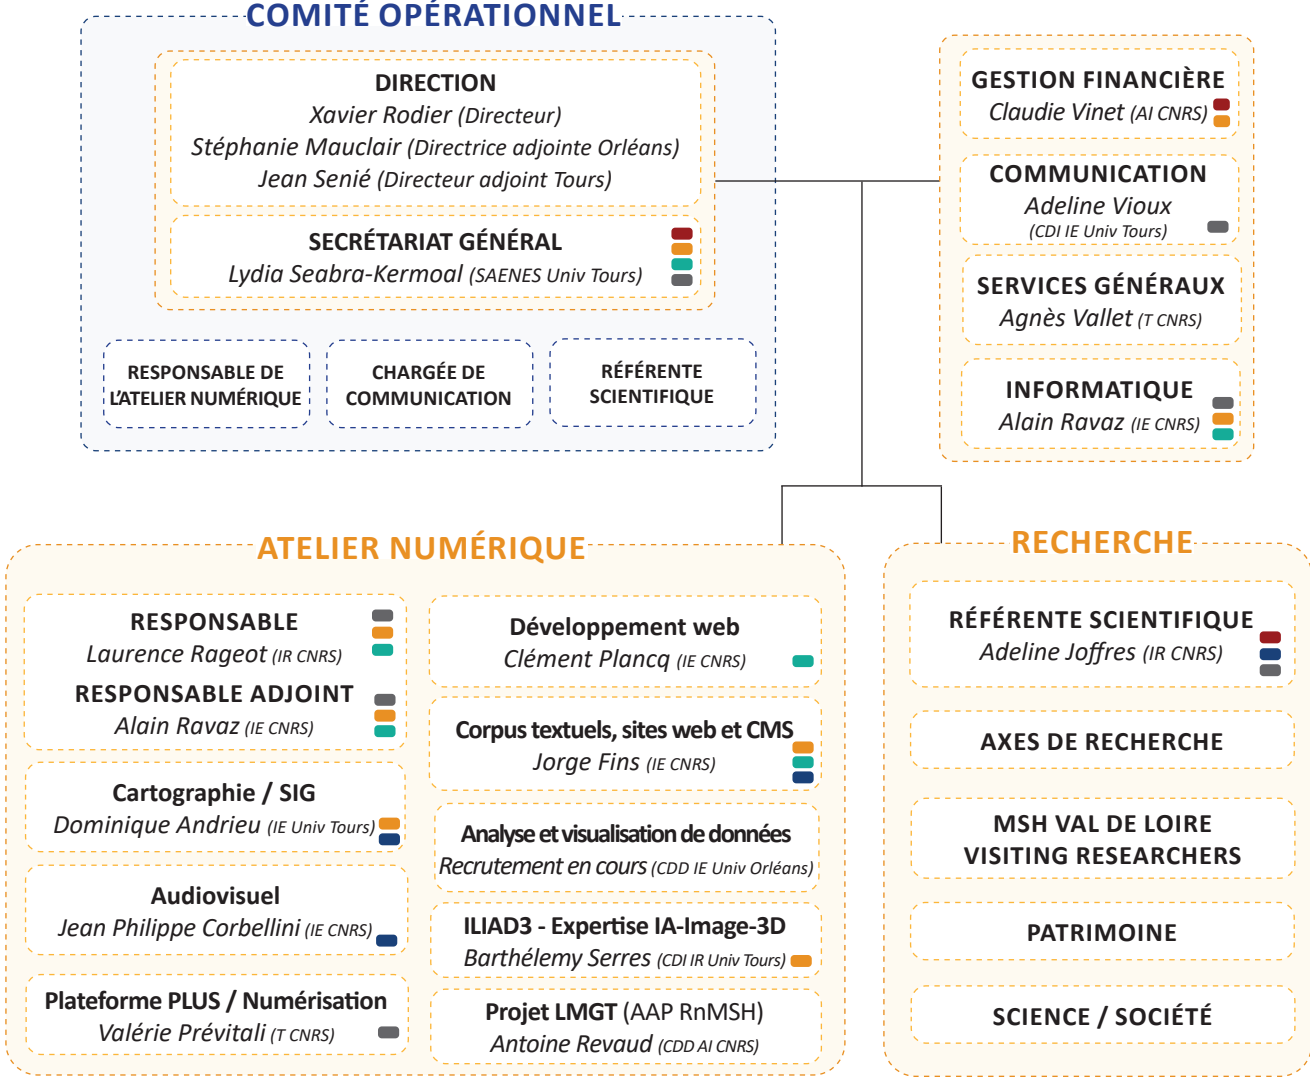 COMITÉ OPÉRATIONNEL
DIRECTION
Xavier Rodier (Directeur)
Stéphanie Mauclair (Directrice adjointe Orléans)
Jean Senié (Directeur adjoint Tours)
SECRÉTARIAT GÉNÉRAL
Lydia Seabra-Kermoal (SAENES Univ Tours)
RESPONSABLE DE
L'ATELIER NUMÉRIQUE
CHARGÉE DE
COMMUNICATION
RÉFÉRENTE
SCIENTIFIQUE
GESTION FINANCIÈRE
Claudie Vinet (AI CNRS)
COMMUNICATION
Adeline Vioux
(CDI IE Univ Tours)
SERVICES GÉNÉRAUX
Agnès Vallet (T CNRS)
INFORMATIQUE
Alain Ravaz (IE CNRS)
ATELIER NUMÉRIQUE
RESPONSABLE
Laurence Rageot (IR CNRS)
RESPONSABLE ADJOINT
Alain Ravaz (IE CNRS)
Cartographie / SIG
Dominique Andrieu (IE Univ Tours)
Audiovisuel
Jean Philippe Corbellini (IE CNRS)
Plateforme PLUS / Numérisation
Valérie Prévitali (T CNRS)
Développement web
Clément Plancq (IE CNRS)
Corpus textuels, sites web et CMS
Jorge Fins (IE CNRS)
Analyse et visualisation de données
Recrutement en cours (CDD IE Univ Orléans)
ILIAD3 - Expertise IA-Image-3D
Barthélemy Serres (CDI IR Univ Tours)
Projet LMGT (AAP RnMSH)
Antoine Revaud (CDD AI CNRS)
RECHERCHE
RÉFÉRENTE SCIENTIFIQUE
Adeline Joffres (IR CNRS)
AXES DE RECHERCHE
MSH VAL DE LOIRE
VISITING RESEARCHERS
PATRIMOINE
SCIENCE / SOCIÉTÉ